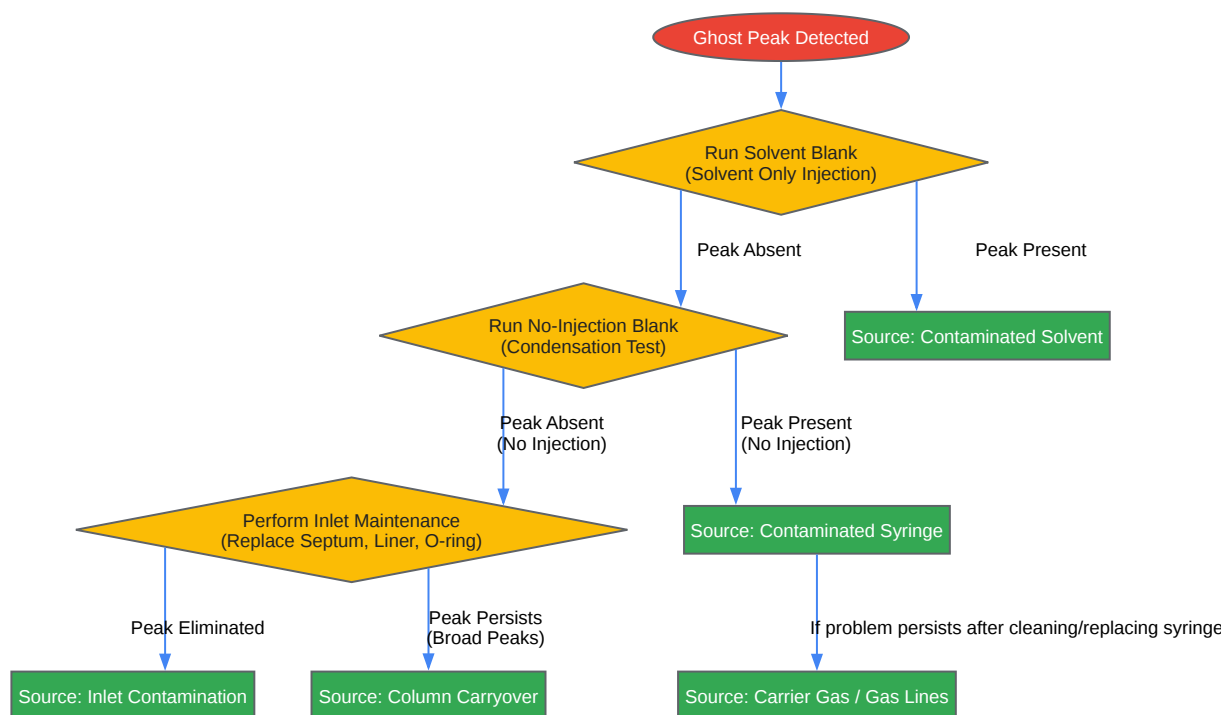 Ghost Peak Detected
Run Solvent Blank
(Solvent Only Injection)
Peak Absent
Peak Present
Run No-Injection Blank
(Condensation Test)
Source: Contaminated Solvent
Peak Absent
(No Injection)
Peak Present
(No Injection)
Perform Inlet Maintenance
(Replace Septum, Liner, O-ring)
Source: Contaminated Syringe
Peak Eliminated
Peak Persists
(Broad Peaks)
If problem persists after cleaning/replacing syringe
Source: Inlet Contamination
Source: Column Carryover
Source: Carrier Gas / Gas Lines